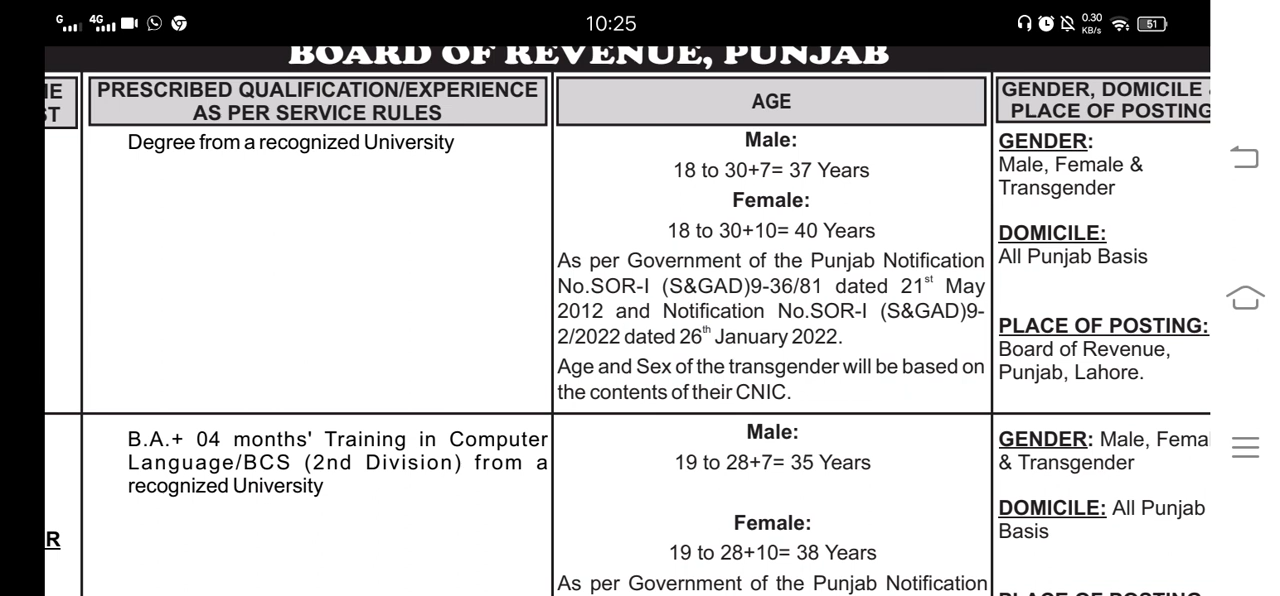 G 4G 10:25 0.30 KB/s 51
BOARD OF REVENUE, PUNJAB
PRESCRIBED QUALIFICATION/EXPERIENCE
AS PER SERVICE RULES
AGE
GENDER, DOMICILE
PLACE OF POSTING
Degree from a recognized University
Male:
18 to 30+7= 37 Years
Female:
18 to 30+10= 40 Years
As per Government of the Punjab Notification
No.SOR-I (S&GAD)9-36/81 dated 21st May
2012 and Notification No.SOR-I (S&GAD)9-
2/2022 dated 26th January 2022.
Age and Sex of the transgender will be based on
the contents of their CNIC.
GENDER:
Male, Female &
Transgender
DOMICILE:
All Punjab Basis
PLACE OF POSTING:
Board of Revenue,
Punjab, Lahore.
R
B.A.+ 04 months' Training in Computer
Language/BCS (2nd Division) from a
recognized University
Male:
19 to 28+7= 35 Years
Female:
19 to 28+10= 38 Years
As per Government of the Punjab Notification
GENDER: Male, Femal
& Transgender
DOMICILE: All Punjab
Basis
PLACE OF POSTING